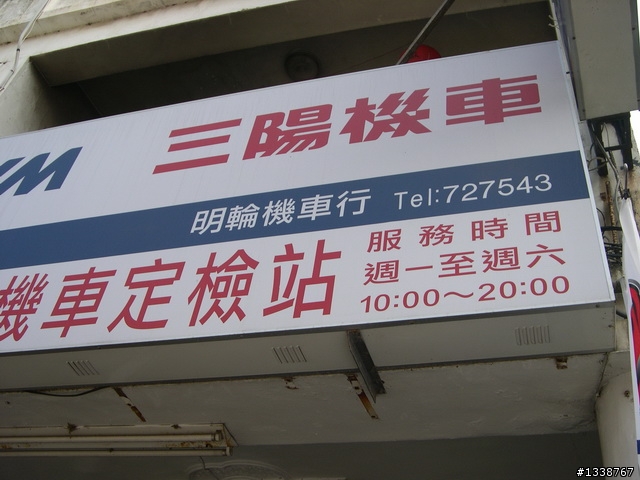 三陽機車
明輪機車行 Tel:727543
機車定檢站
服務時間
週一至週六
10:00～20:00
#1338767